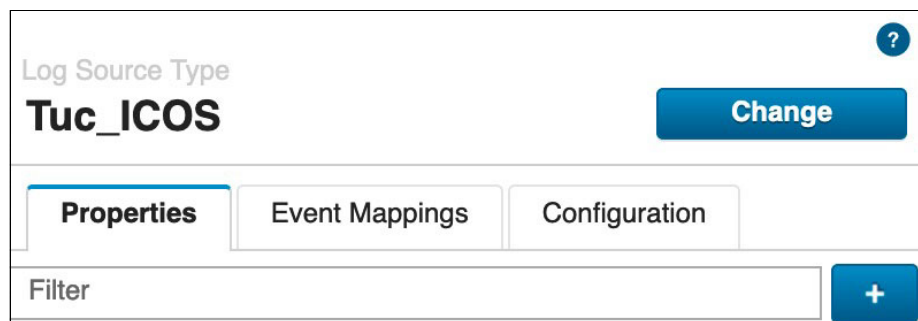 ?
Log Source Type
Tuc_ICOS
Change
Properties
Event Mappings
Configuration
Filter
+